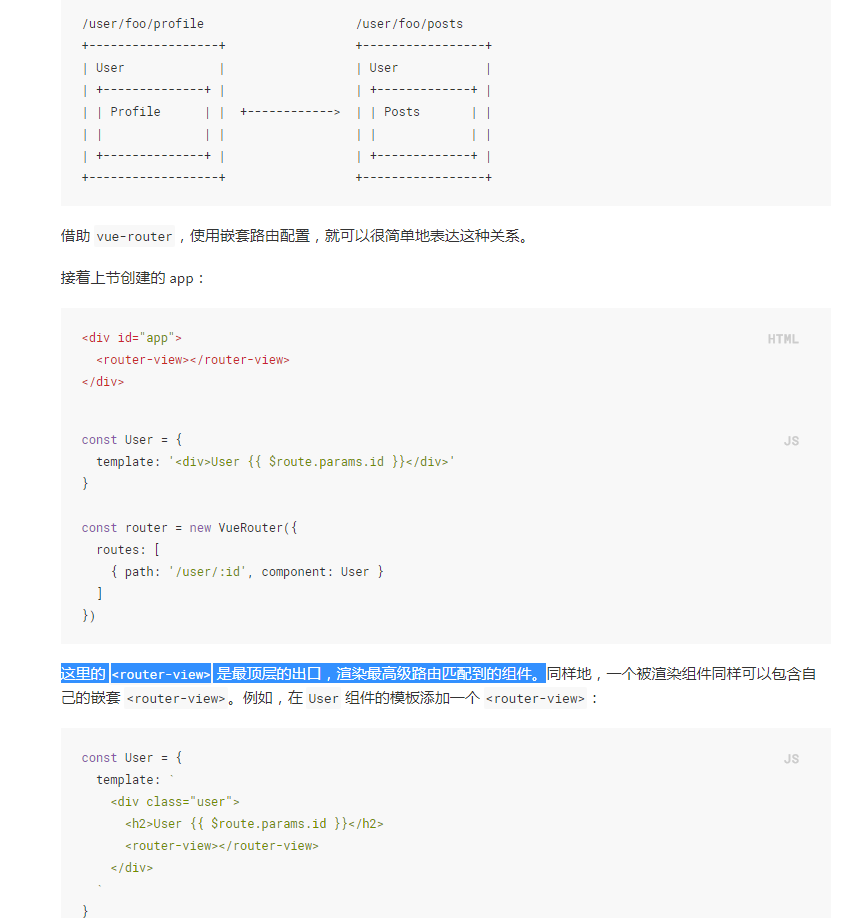 /user/foo/profile                     /user/foo/posts
+------------------+                  +-----------------+
| User             |                  | User            |
| +--------------+ |                  | +-------------+ |
| | Profile      | |  +------------>  | | Posts       | |
| |              | |                  | |             | |
| +--------------+ |                  | +-------------+ |
+------------------+                  +-----------------+
借助 vue-router，使用嵌套路由配置，就可以很简单地表达这种关系。
接着上节创建的 app：
<div id="app">
HTML
  <router-view></router-view>
</div>
const User = {
JS
  template: '<div>User {{ $route.params.id }}</div>'
}
const router = new VueRouter({
  routes: [
    { path: '/user/:id', component: User }
  ]
})
这里的 <router-view> 是最顶层的出口，渲染最高级路由匹配到的组件。同样地，一个被渲染组件同样可以包含自
己的嵌套 <router-view>。例如，在 User 组件的模板添加一个 <router-view>：
const User = {
JS
  template: `
    <div class="user">
      <h2>User {{ $route.params.id }}</h2>
      <router-view></router-view>
    </div>
  `
}